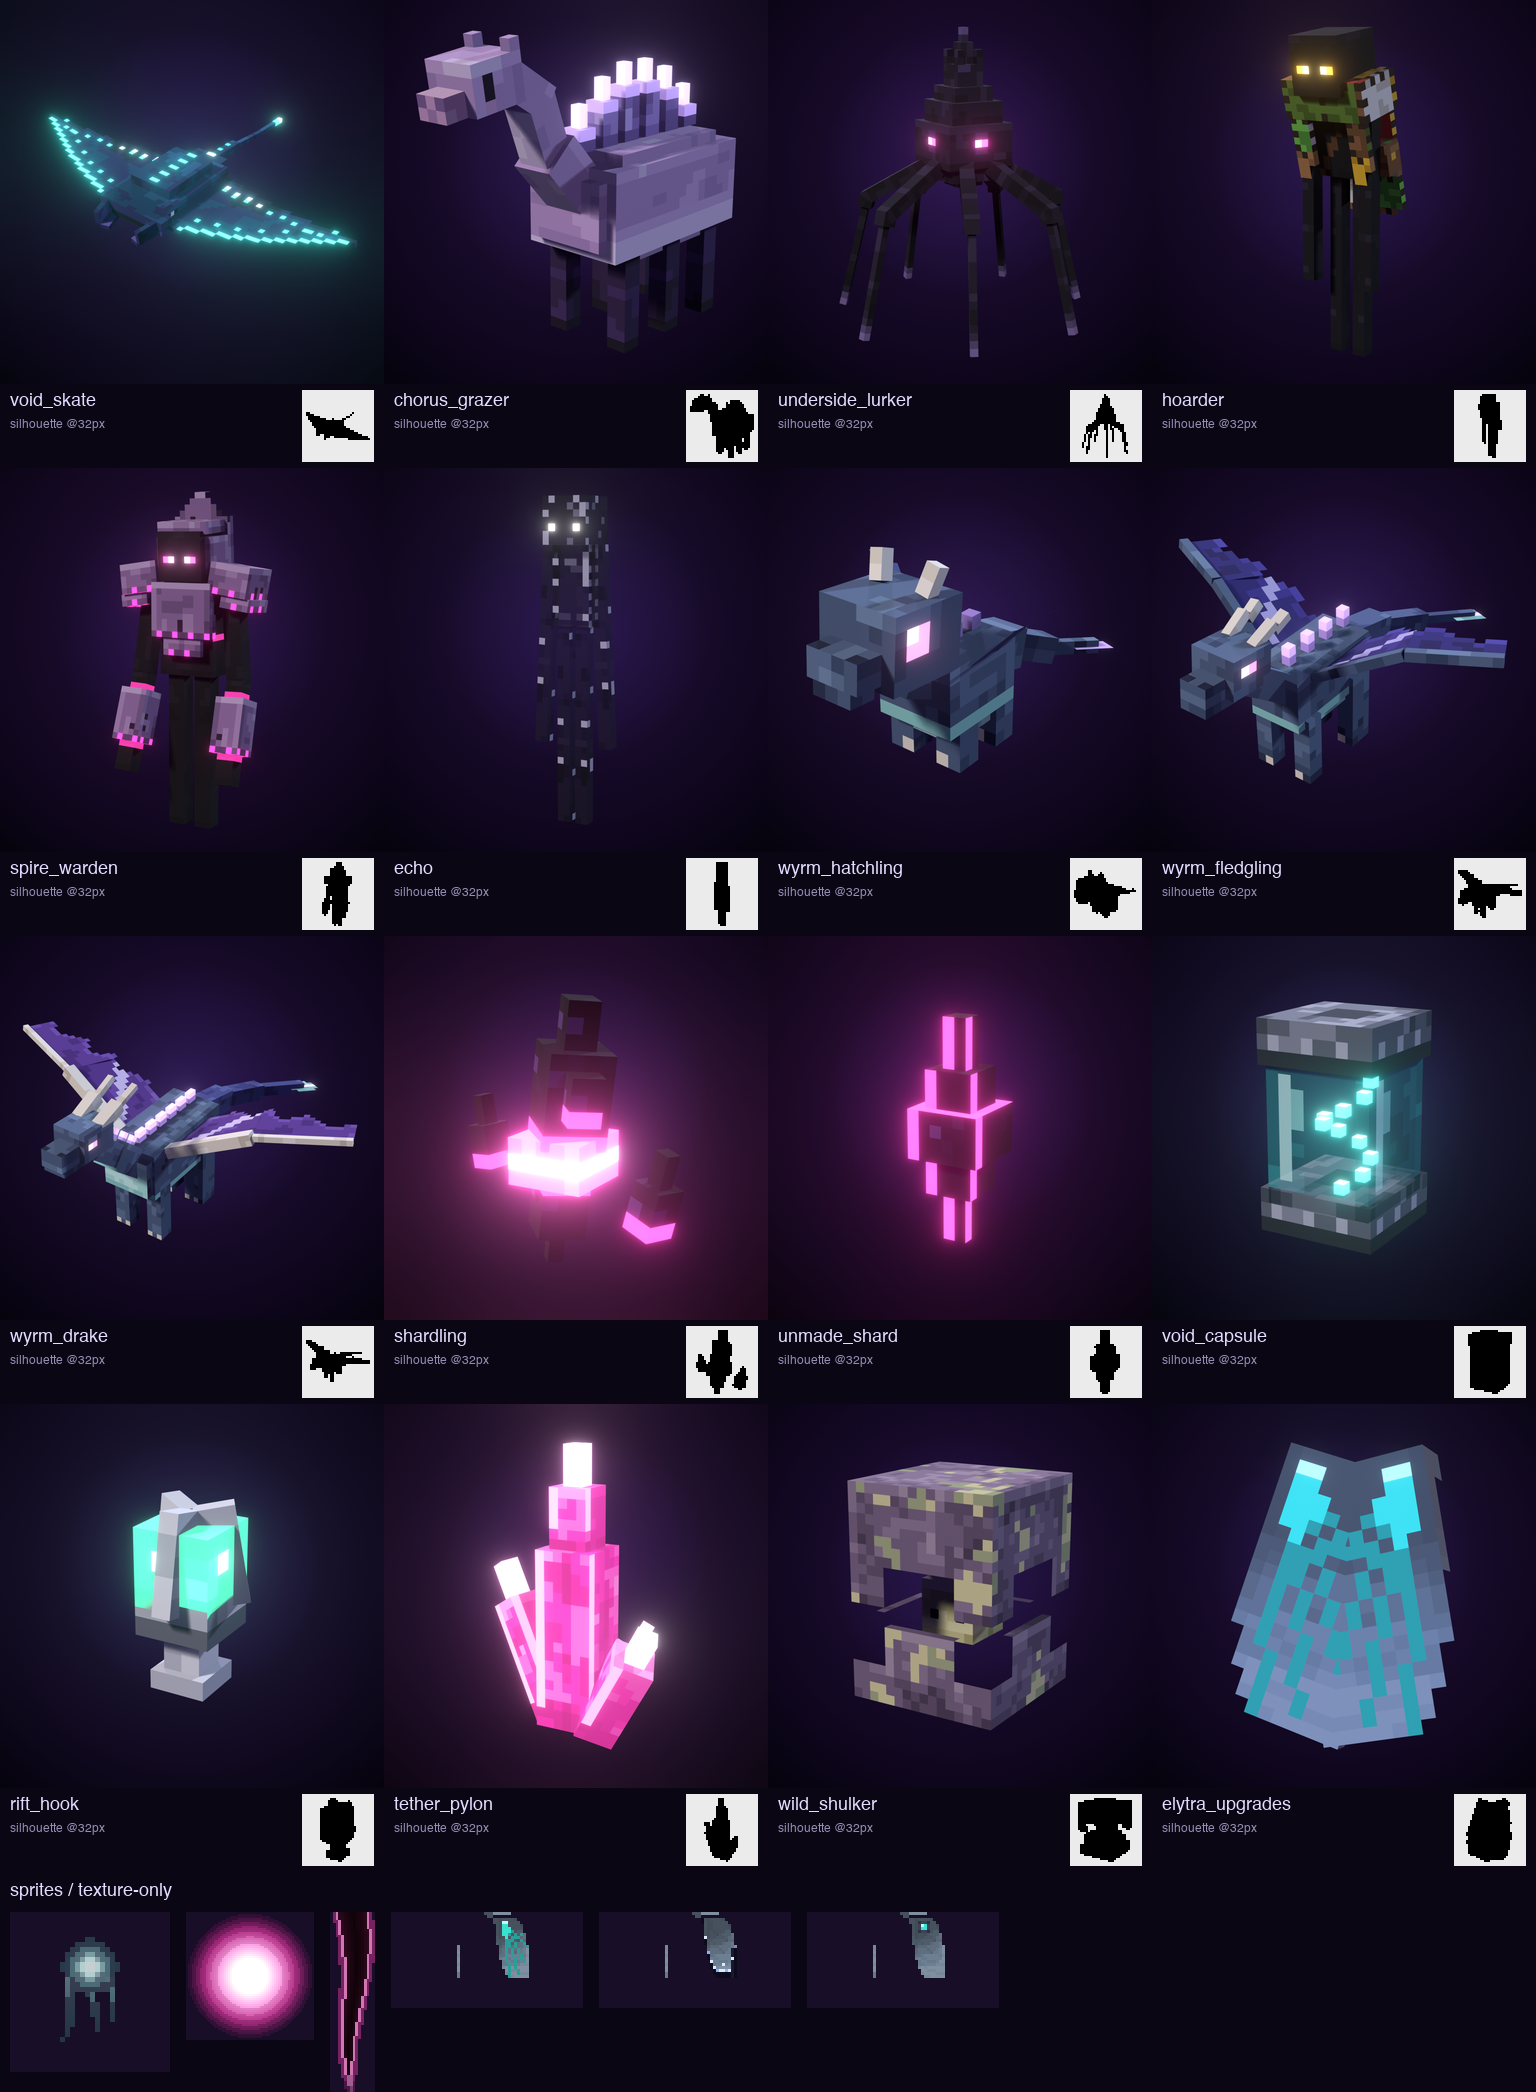 void_skate
silhouette @32px
chorus_grazer
silhouette @32px
underside_lurker
silhouette @32px
hoarder
silhouette @32px
spire_warden
silhouette @32px
echo
silhouette @32px
wyrm_hatchling
silhouette @32px
wyrm_fledgling
silhouette @32px
wyrm_drake
silhouette @32px
shardling
silhouette @32px
unmade_shard
silhouette @32px
void_capsule
silhouette @32px
rift_hook
silhouette @32px
tether_pylon
silhouette @32px
wild_shulker
silhouette @32px
elytra_upgrades
silhouette @32px
sprites / texture-only